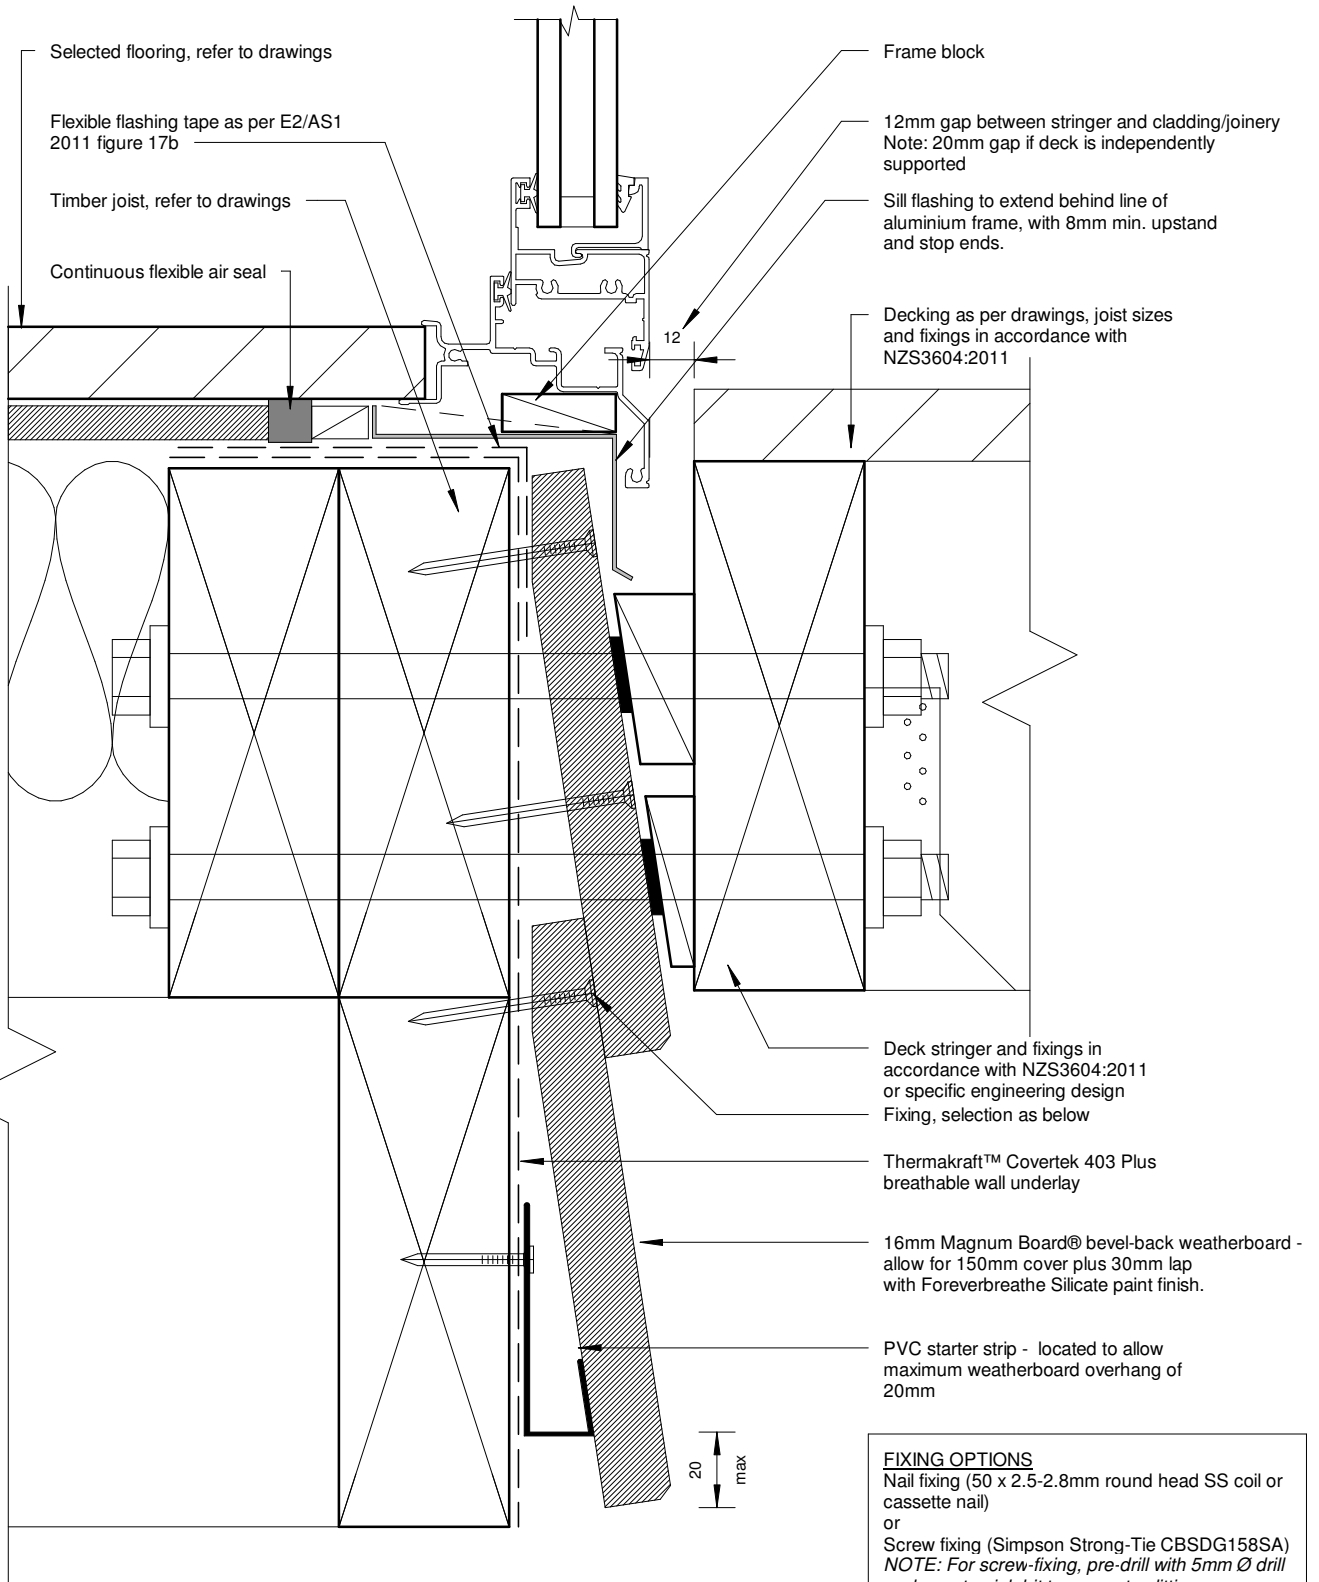 Selected flooring, refer to drawings
Flexible flashing tape as per E2/AS1
2011 figure 17b
Timber joist, refer to drawings
Continuous flexible air seal
Frame block
12mm gap between stringer and cladding/joinery
Note: 20mm gap if deck is independently
supported
Sill flashing to extend behind line of
aluminium frame, with 8mm min. upstand
and stop ends.
12
Decking as per drawings, joist sizes
and fixings in accordance with
NZS3604:2011
Deck stringer and fixings in
accordance with NZS3604:2011
or specific engineering design
Fixing, selection as below
Thermakraft™ Covertek 403 Plus
breathable wall underlay
16mm Magnum Board® bevel-back weatherboard -
allow for 150mm cover plus 30mm lap
with Foreverbreathe Silicate paint finish.
PVC starter strip - located to allow
maximum weatherboard overhang of
20mm
20
max
FIXING OPTIONS
Nail fixing (50 x 2.5-2.8mm round head SS coil or
cassette nail)
or
Screw fixing (Simpson Strong-Tie CBSDG158SA)
NOTE: For screw-fixing, pre-drill with 5mm Ø drill